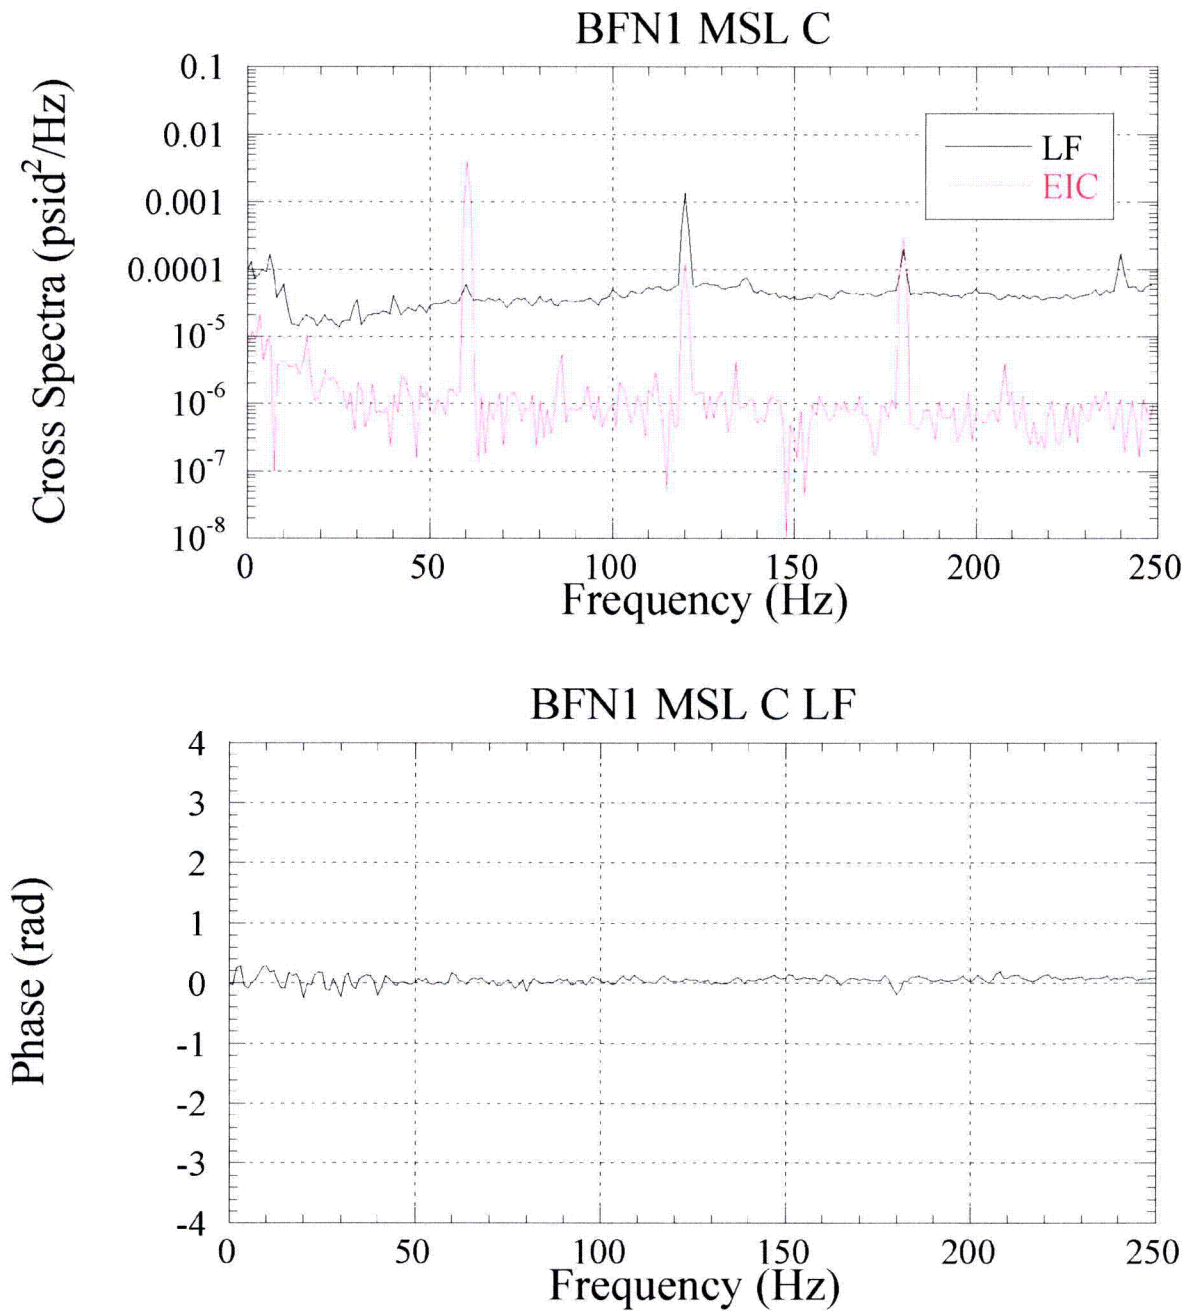 BFN1 MSL C
Cross Spectra (psid²/Hz)
0.1
0.01
0.001
0.0001
10⁻⁵
10⁻⁶
10⁻⁷
10⁻⁸
LF
EIC
0 50 100 150 200 250
Frequency (Hz)
BFN1 MSL C LF
Phase (rad)
4
3
2
1
0
-1
-2
-3
-4
0 50 100 150 200 250
Frequency (Hz)